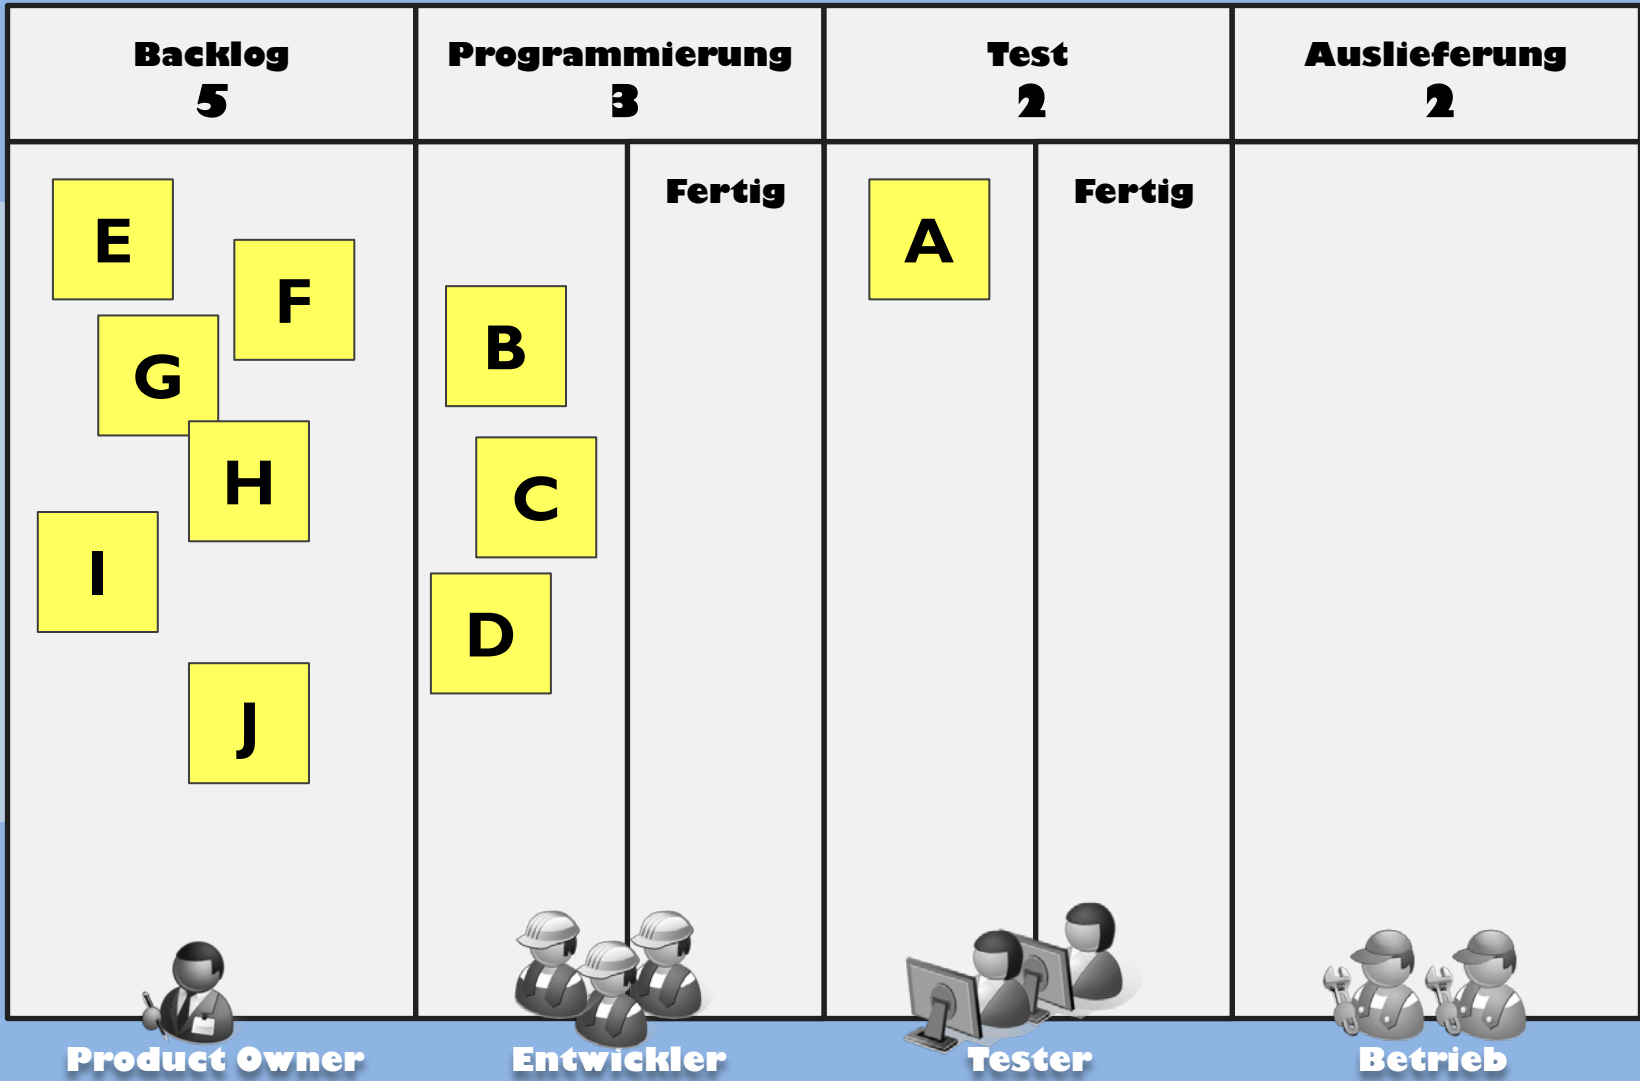 Backlog
5
Programmierung
3
Test
2
Auslieferung
2
E
F
G
H
I
J
B
C
D
Fertig
A
Fertig
Product Owner
Entwickler
Tester
Betrieb